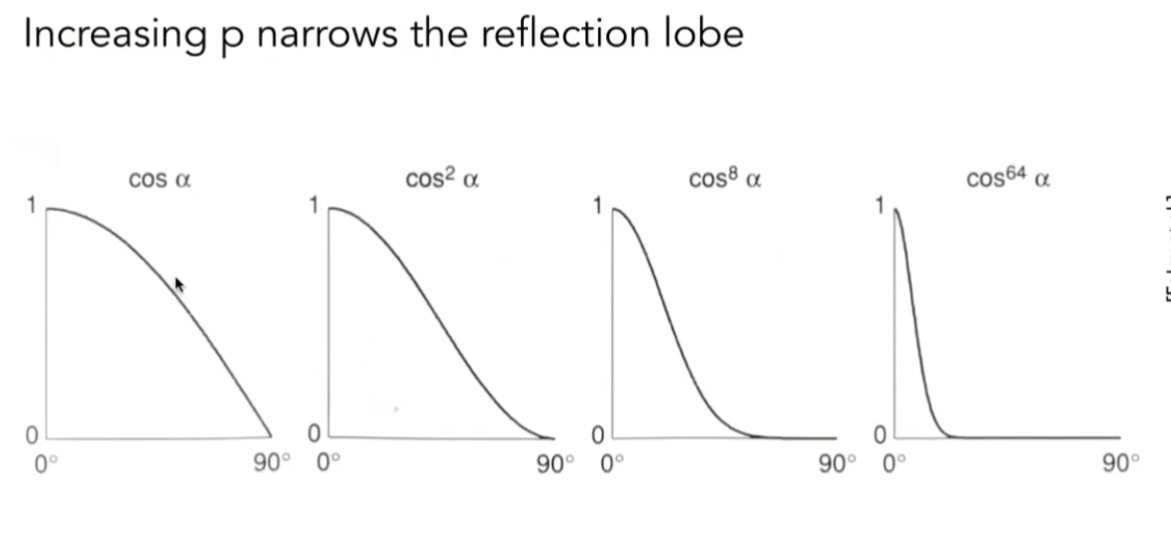 Increasing p narrows the reflection lobe
cos α cos² α cos⁸ α cos⁶⁴ α
1 1 1 1
0 0 0 0
0° 90° 0° 90° 0° 90° 0° 90°